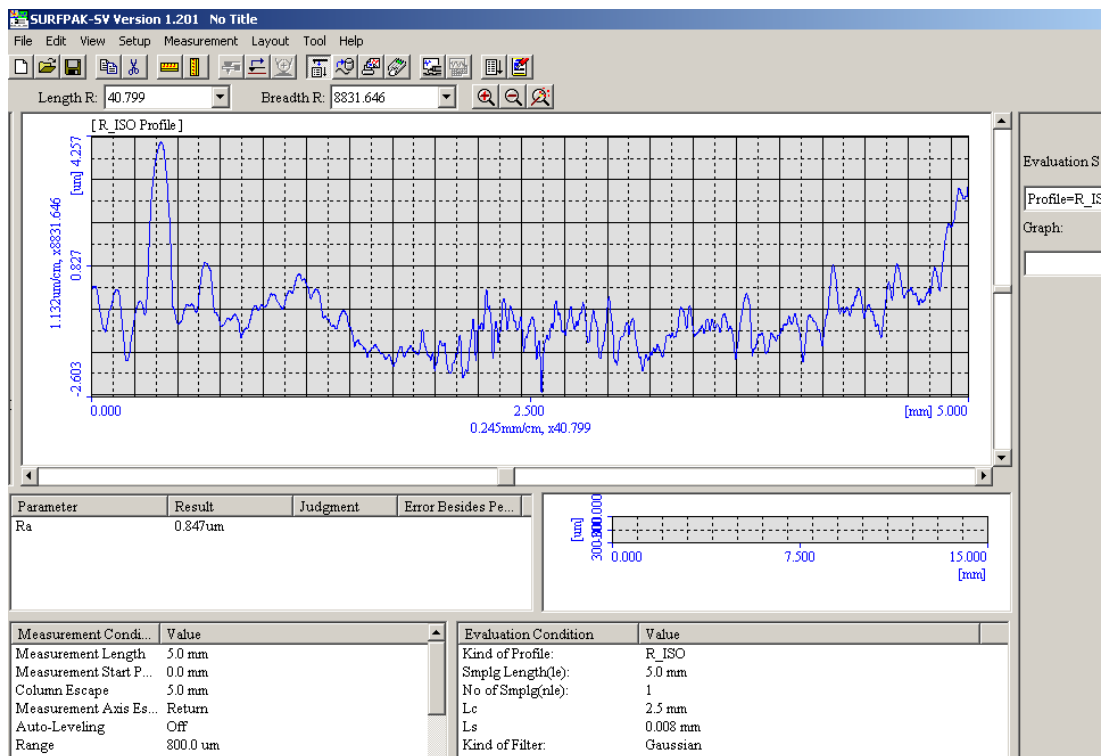 SURFPAK-SV Version 1.201 No Title
File Edit View Setup Measurement Layout Tool Help
Length R: 40.799 Breadth R: 8831.646
[ R_ISO Profile ]
1.132um/cm, x8831.646
[um] 4.257
0.827
-2.603
0.000 2.500 [mm] 5.000
0.245mm/cm, x40.799
Evaluation S
Profile=R_IS
Graph:
Parameter Result Judgment Error Besides Pe...
Ra 0.847um
[um]
0.000 7.500 15.000
[mm]
Measurement Condi... Value
Measurement Length 5.0 mm
Measurement Start P... 0.0 mm
Column Escape 5.0 mm
Measurement Axis Es... Return
Auto-Leveling Off
Range 800.0 um
Evaluation Condition Value
Kind of Profile: R_ISO
Smplg Length(le): 5.0 mm
No of Smplg(nle): 1
Lc 2.5 mm
Ls 0.008 mm
Kind of Filter: Gaussian